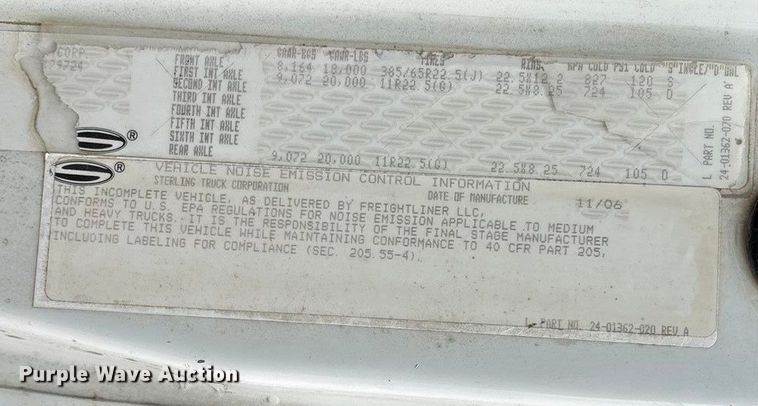 CORP
74724
GAWR-KGS GAWR-LBS TIRES RIMS KPA COLD PSI COLD "S"INGLE/"D"UAL
FRONT AXLE 8,164 18,000 385/65R22.5(J) 22.5X12.2 827 120 S
FIRST INT AXLE 9,072 20,000 11R22.5(G) 22.5X8.25 724 105 D
SECOND INT AXLE
THIRD INT AXLE
FOURTH INT AXLE
FIFTH INT AXLE
SIXTH INT AXLE
REAR AXLE 9,072 20,000 11R22.5(G) 22.5X8.25 724 105 D
L PART NO.
24-01362-070 REV A
®
®
VEHICLE NOISE EMISSION CONTROL INFORMATION
STERLING TRUCK CORPORATION DATE OF MANUFACTURE 11/06
THIS INCOMPLETE VEHICLE, AS DELIVERED BY FREIGHTLINER LLC,
CONFORMS TO U.S. EPA REGULATIONS FOR NOISE EMISSION APPLICABLE TO MEDIUM
AND HEAVY TRUCKS. IT IS THE RESPONSIBILITY OF THE FINAL STAGE MANUFACTURER
TO COMPLETE THIS VEHICLE WHILE MAINTAINING CONFORMANCE TO 40 CFR PART 205,
INCLUDING LABELING FOR COMPLIANCE (SEC. 205.55-4).
L PART NO. 24-01362-020 REV A
Purple Wave Auction